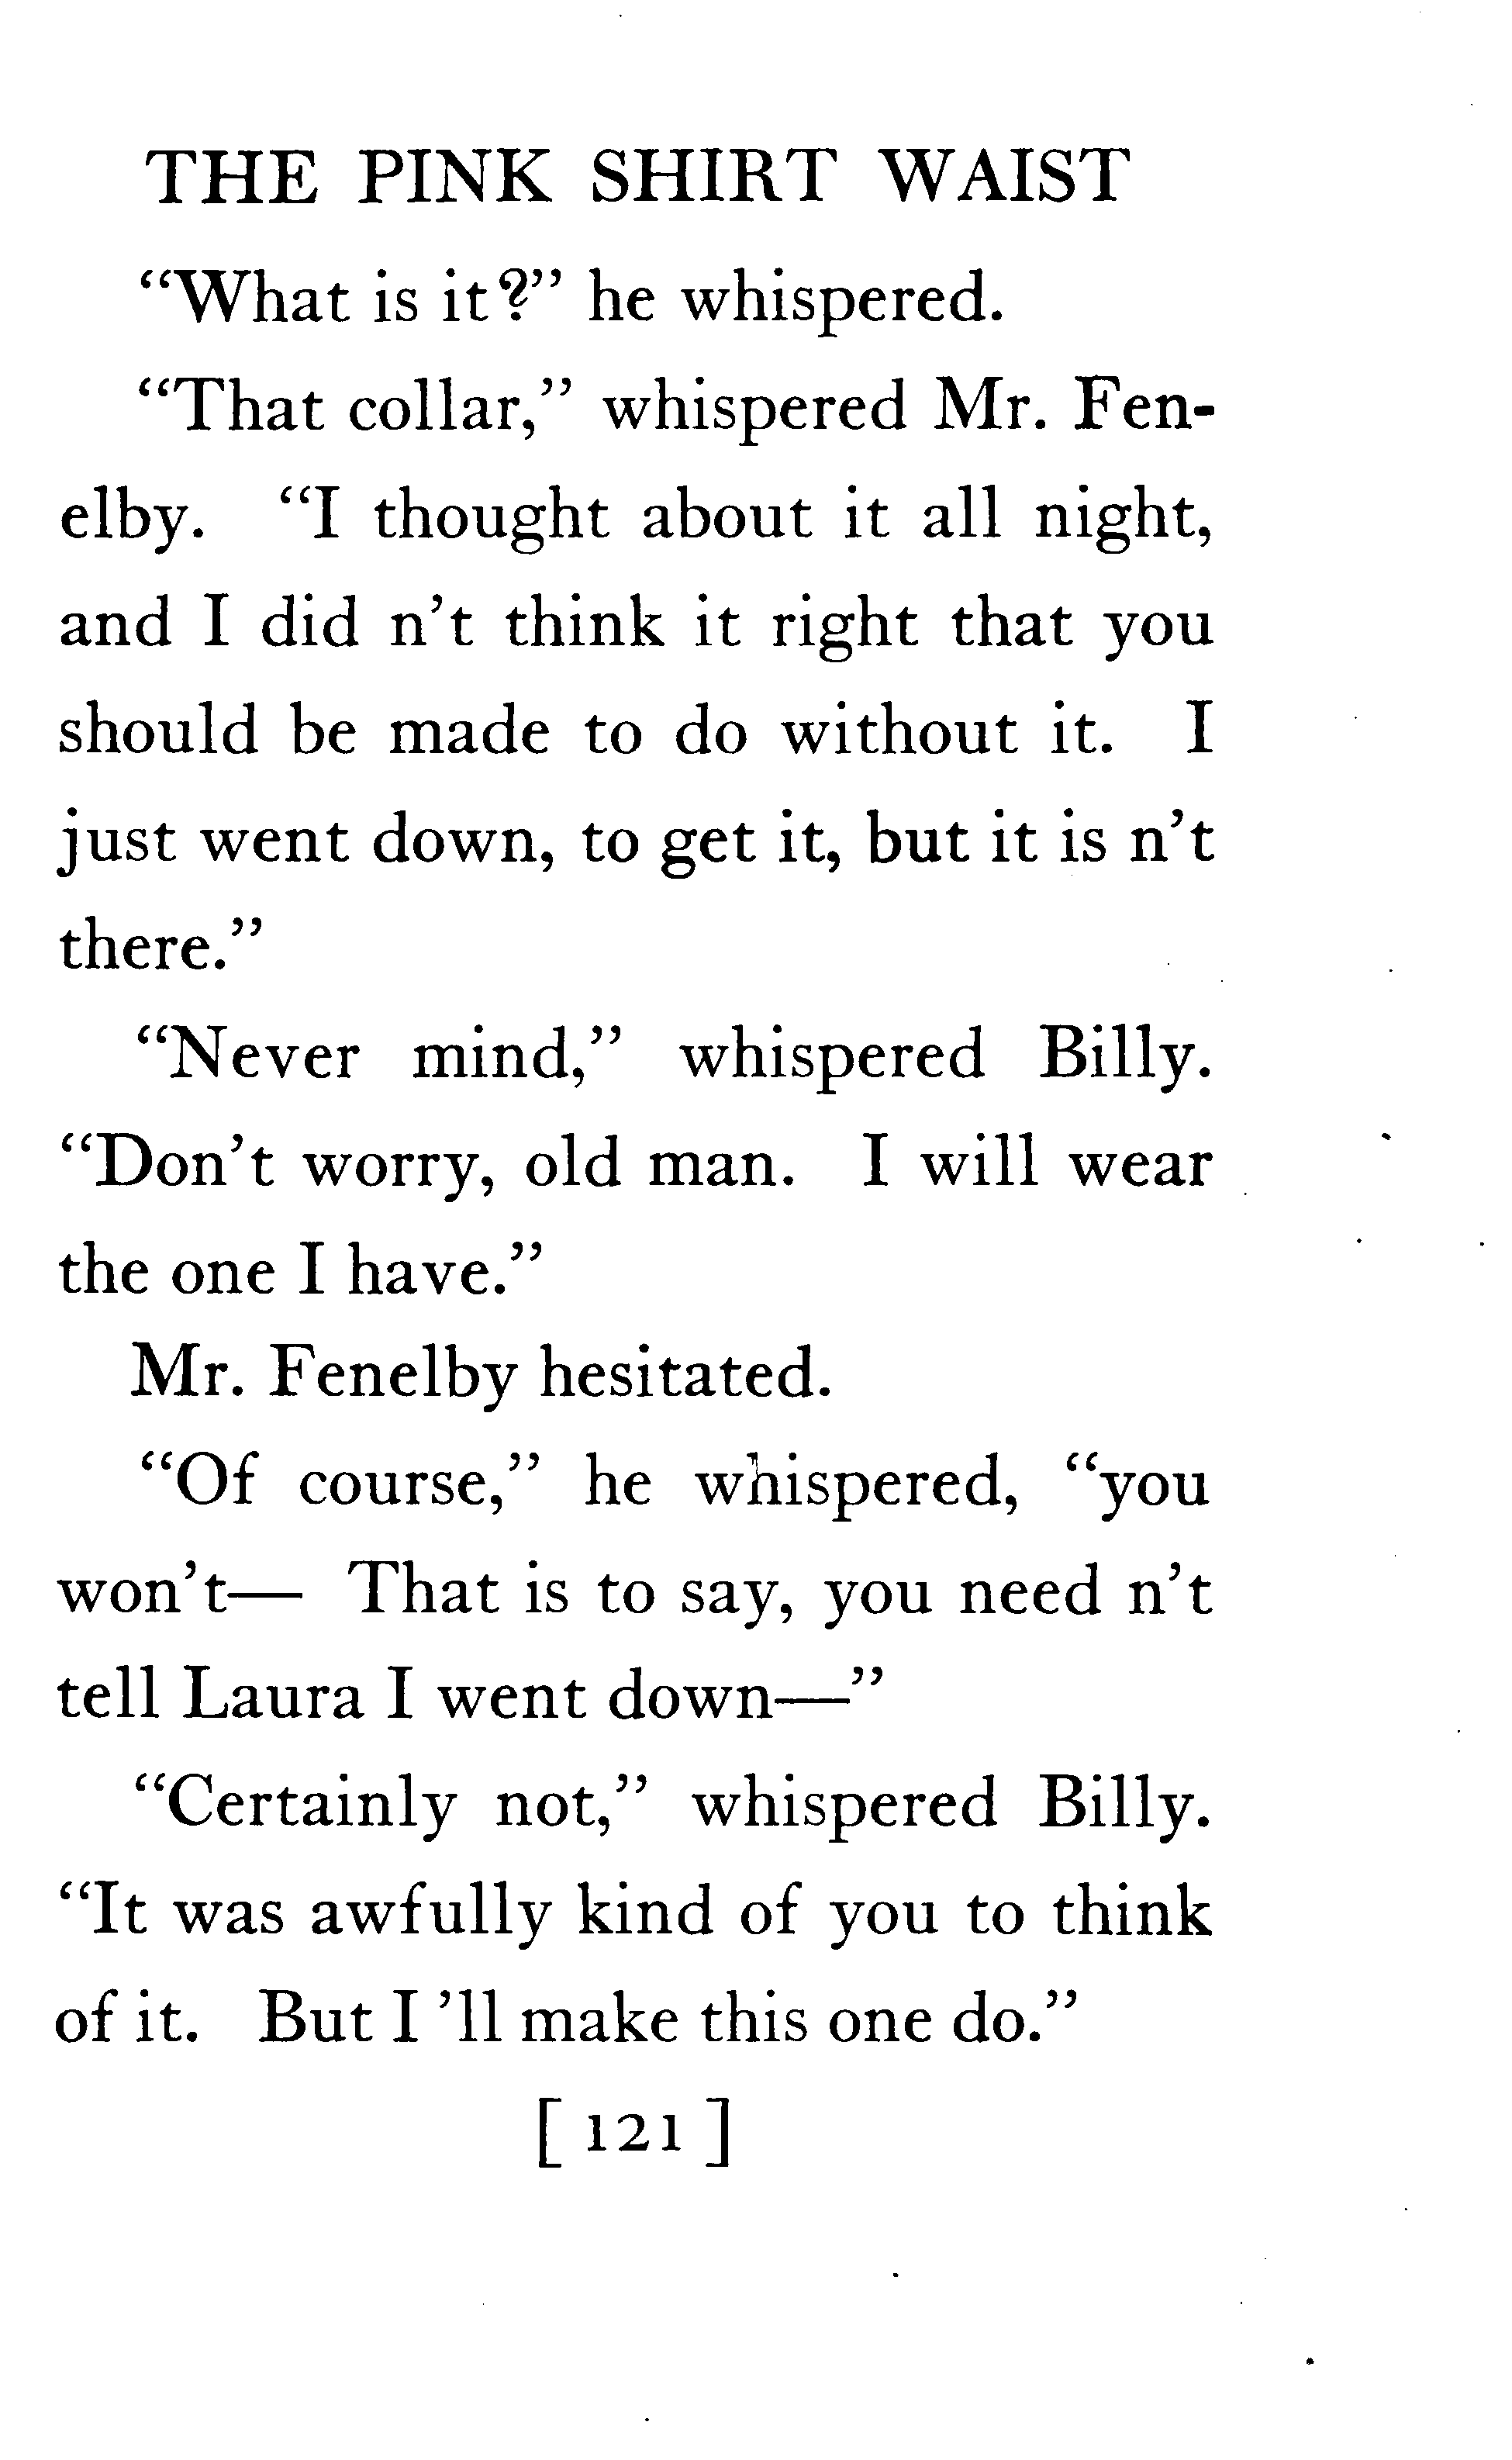 THE PINK SHIRT WAIST
“What is it?” he whispered.
“That collar,” whispered Mr. Fen-
elby. “I thought about it all night,
and I did n’t think it right that you
should be made to do without it. I
just went down, to get it, but it is n’t
there.”
“Never mind,” whispered Billy.
“Don’t worry, old man. I will wear
the one I have.”
Mr. Fenelby hesitated.
“Of course,” he whispered, “you
won’t— That is to say, you need n’t
tell Laura I went down—”
“Certainly not,” whispered Billy.
“It was awfully kind of you to think
of it. But I ’ll make this one do.”
[ 121 ]